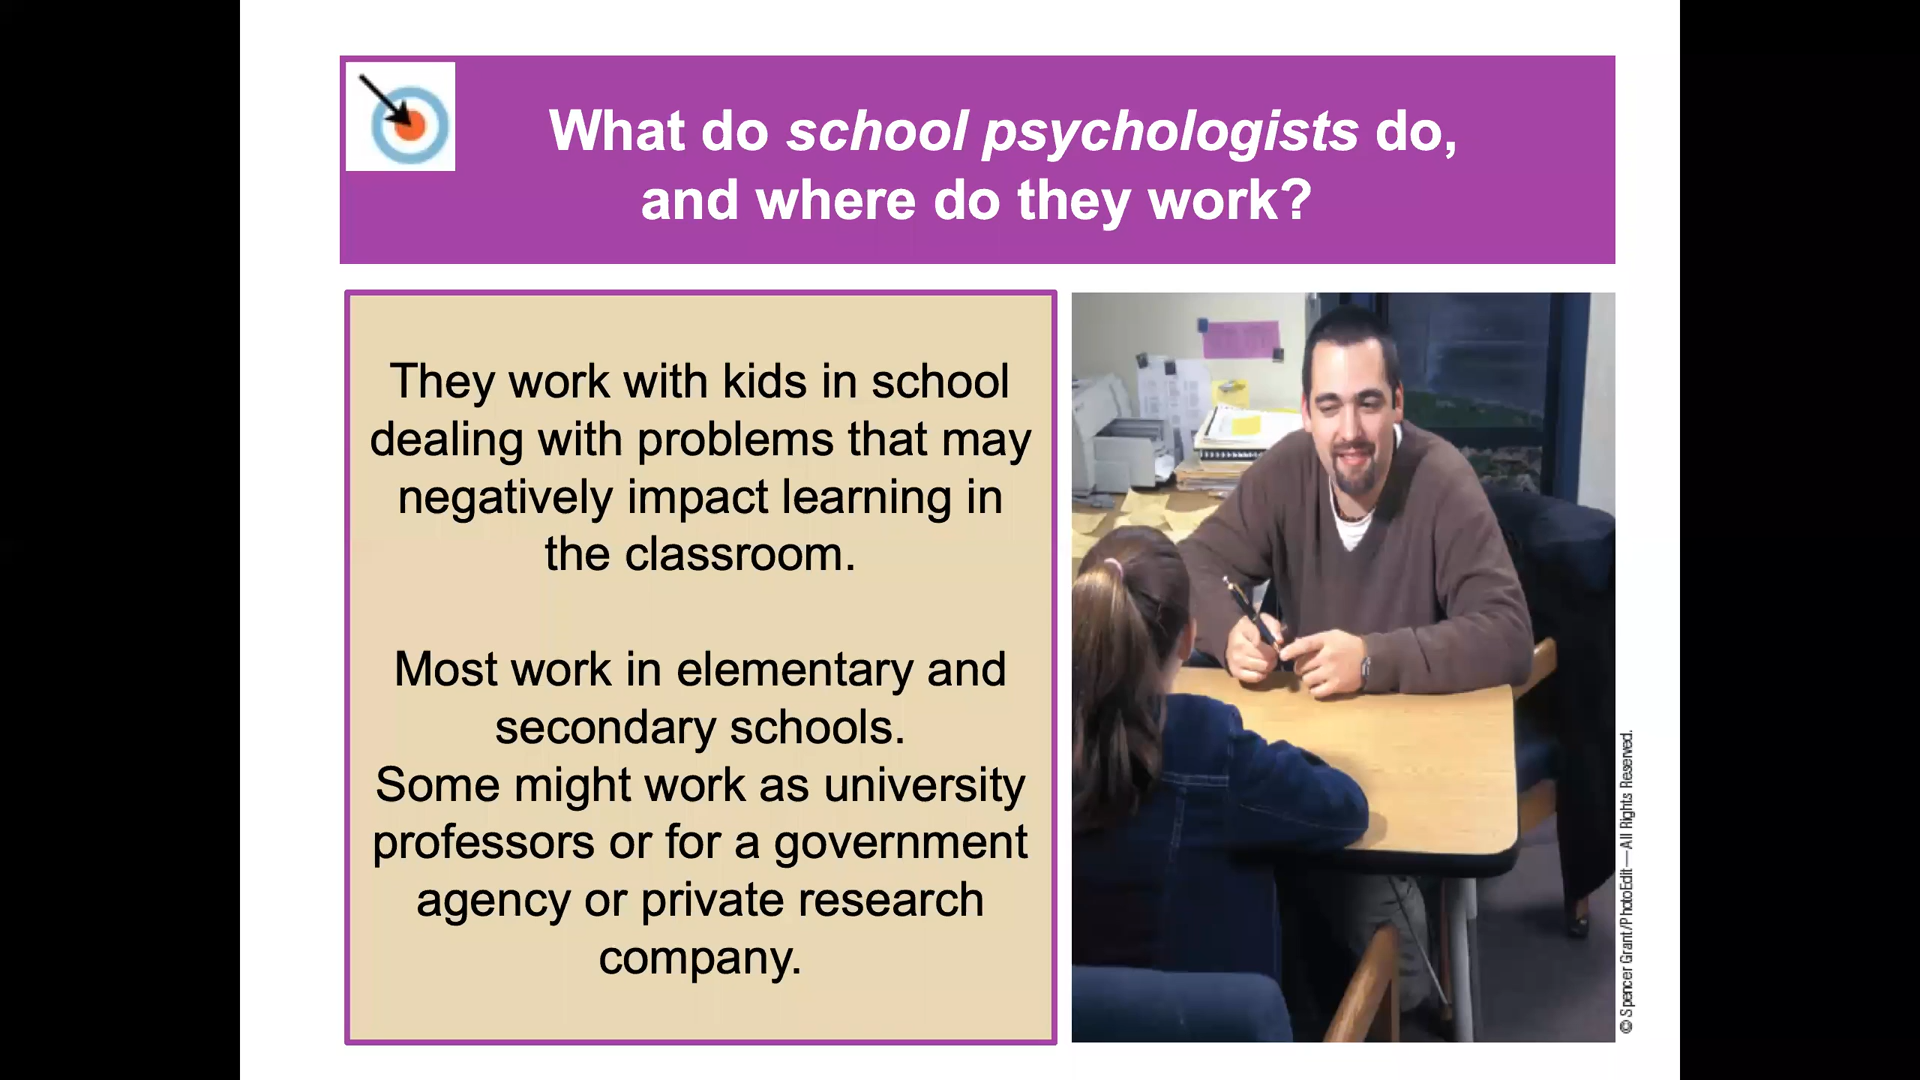 What do school psychologists do,
and where do they work?
They work with kids in school
dealing with problems that may
negatively impact learning in
the classroom.
Most work in elementary and
secondary schools.
Some might work as university
professors or for a government
agency or private research
company.
© Spencer Grant/PhotoEdit—All Rights Reserved.